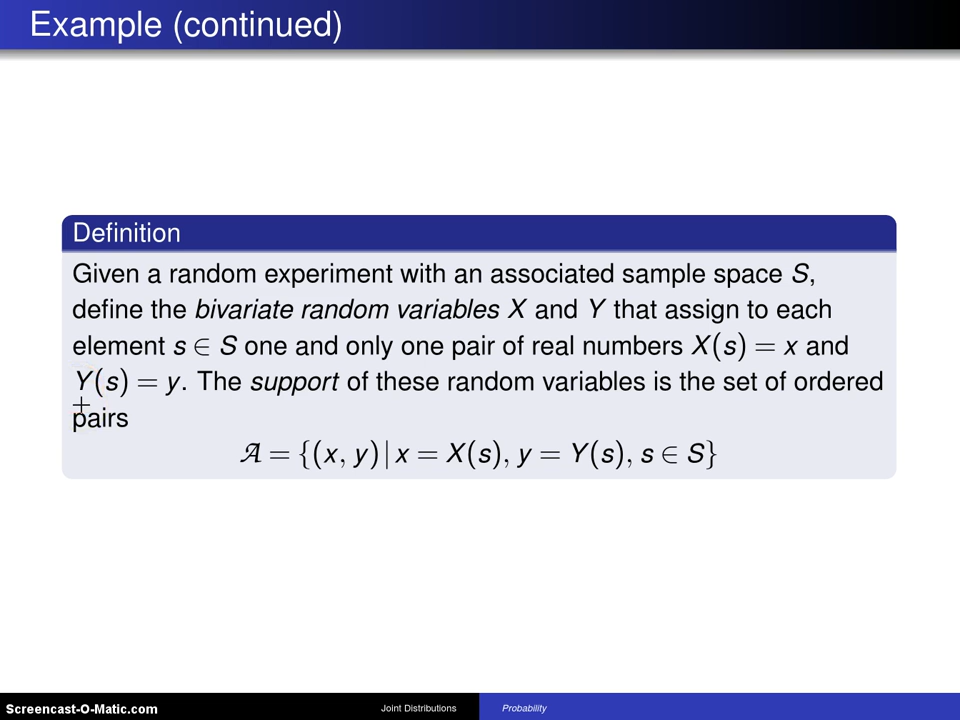 Example (continued)
Definition
Given a random experiment with an associated sample space S,
define the bivariate random variables X and Y that assign to each
element s ∈ S one and only one pair of real numbers X(s) = x and
Y(s) = y. The support of these random variables is the set of ordered
pairs
𝒜 = {(x, y) | x = X(s), y = Y(s), s ∈ S}
Screencast-O-Matic.com
Joint Distributions
Probability